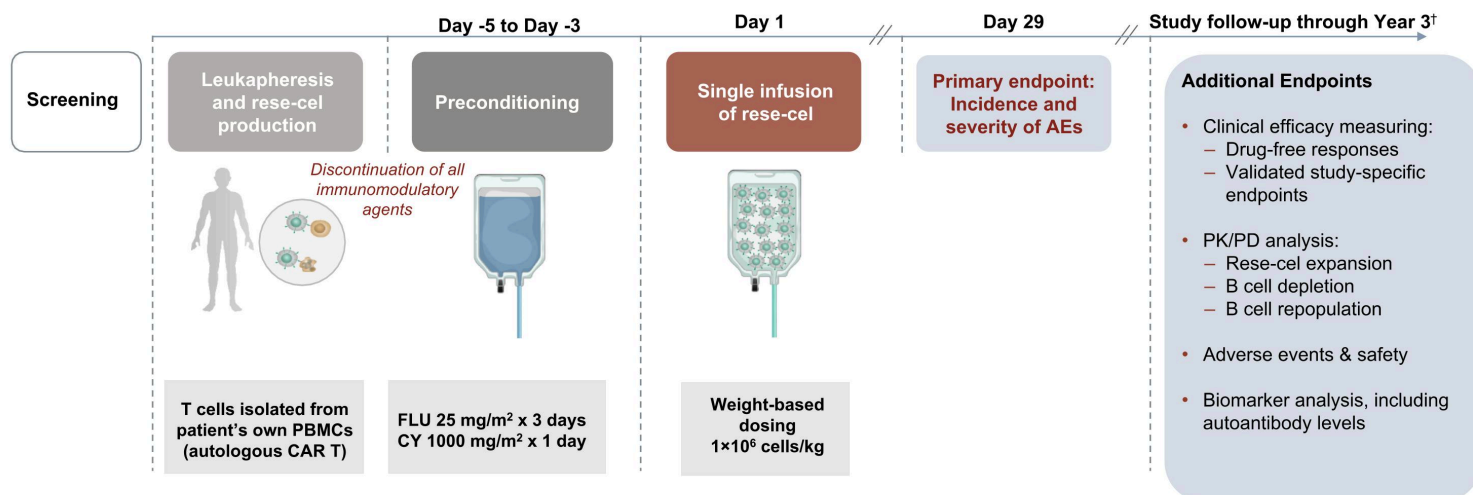 Day -5 to Day -3
Day 1
Day 29
Study follow-up through Year 3†
Screening
Leukapheresis
and rese-cel
production
Preconditioning
Single infusion
of rese-cel
Primary endpoint:
Incidence and
severity of AEs
Discontinuation of all
immunomodulatory
agents
T cells isolated from
patient's own PBMCs
(autologous CAR T)
FLU 25 mg/m² x 3 days
CY 1000 mg/m² x 1 day
Weight-based
dosing
1×10⁶ cells/kg
Additional Endpoints
• Clinical efficacy measuring:
– Drug-free responses
– Validated study-specific
endpoints
• PK/PD analysis:
– Rese-cel expansion
– B cell depletion
– B cell repopulation
• Adverse events & safety
• Biomarker analysis, including
autoantibody levels